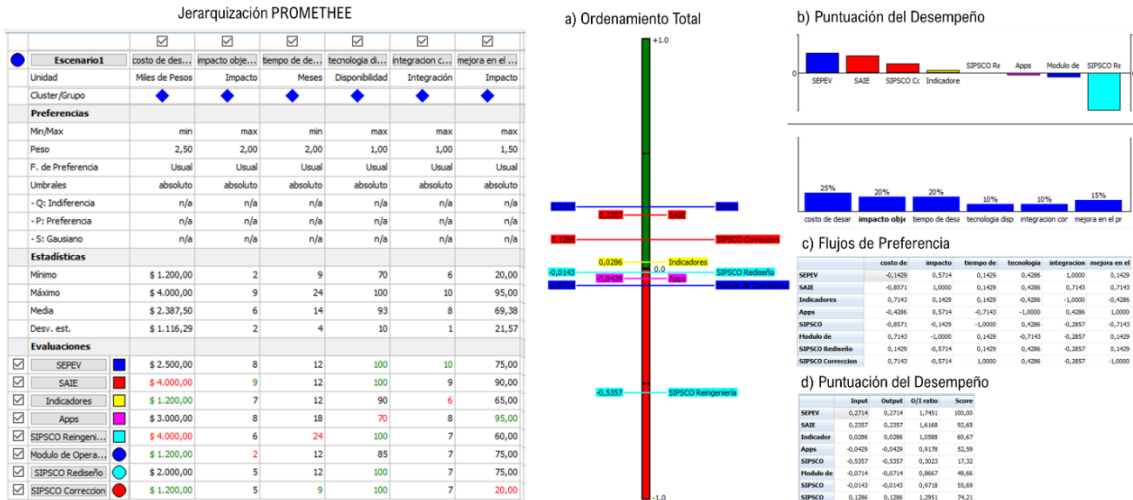 Jerarquización PROMETHEE
Escenario1 costo de des... impacto obje... tiempo de de... tecnologia di... integracion c... mejora en el ...
Unidad Miles de Pesos Impacto Meses Disponibilidad Integración Impacto
Cluster/Grupo
Preferencias
Min/Max min max min max max max
Peso 2,50 2,00 2,00 1,00 1,00 1,50
F. de Preferencia Usual Usual Usual Usual Usual Usual
Umbrales absoluto absoluto absoluto absoluto absoluto absoluto
- Q: Indiferencia n/a n/a n/a n/a n/a n/a
- P: Preferencia n/a n/a n/a n/a n/a n/a
- S: Gausiano n/a n/a n/a n/a n/a n/a
Estadísticas
Mínimo $ 1.200,00 2 9 70 6 20,00
Máximo $ 4.000,00 9 24 100 10 95,00
Media $ 2.387,50 6 14 93 8 69,38
Desv. est. $ 1.116,29 2 4 10 1 21,57
Evaluaciones
SEPEV $ 2.500,00 8 12 100 10 75,00
SAIE $ 4.000,00 9 12 100 9 90,00
Indicadores $ 1.200,00 7 12 90 6 65,00
Apps $ 3.000,00 8 18 70 8 95,00
SIPSCO Reingeni... $ 4.000,00 6 24 100 7 60,00
Modulo de Opera... $ 1.200,00 2 12 85 7 75,00
SIPSCO Rediseño $ 2.000,00 5 12 100 7 75,00
SIPSCO Correccion $ 1.200,00 5 9 100 7 20,00
a) Ordenamiento Total
+1.0
SEPEV
0,2357 SAIE
0,1286 SIPSCO Correccion
0,0286 Indicadores
0.0
-0,0143 SIPSCO Rediseño
-0,0429 Apps
-0,5357 SIPSCO Reingenieria
-1.0
b) Puntuación del Desempeño
0 0
SEPEV SAIE SIPSCO Cc Indicadore SIPSCO Re Apps Modulo de SIPSCO Re
25% 20% 20% 10% 10% 15%
costo de desar impacto obje tiempo de desa tecnologia disp integracion con mejora en el pr
c) Flujos de Preferencia
costo de impacto tiempo de tecnologia integracion mejora en el
SEPEV -0,1429 0,5714 0,1429 0,4286 1,0000 0,1429
SAIE -0,8571 1,0000 0,1429 0,4286 0,7143 0,7143
Indicadores 0,7143 0,1429 0,1429 -0,4286 -1,0000 -0,4286
Apps -0,4286 0,5714 -0,7143 -1,0000 0,4286 1,0000
SIPSCO -0,8571 -0,1429 -1,0000 0,4286 -0,2857 -0,7143
Modulo de 0,7143 -1,0000 0,1429 -0,7143 -0,2857 0,1429
SIPSCO Rediseño 0,1429 -0,5714 0,1429 0,4286 -0,2857 0,1429
SIPSCO Correccion 0,7143 -0,5714 1,0000 0,4286 -0,2857 -1,0000
d) Puntuación del Desempeño
Input Output O/I ratio Score
SEPEV 0,2714 0,2714 1,7451 100,00
SAIE 0,2357 0,2357 1,6168 92,65
Indicador 0,0286 0,0286 1,0588 60,67
Apps -0,0429 -0,0429 0,9178 52,59
SIPSCO -0,5357 -0,5357 0,3023 17,32
Modulo de -0,0714 -0,0714 0,8667 49,66
SIPSCO -0,0143 -0,0143 0,9718 55,69
SIPSCO 0,1286 0,1286 1,2951 74,21